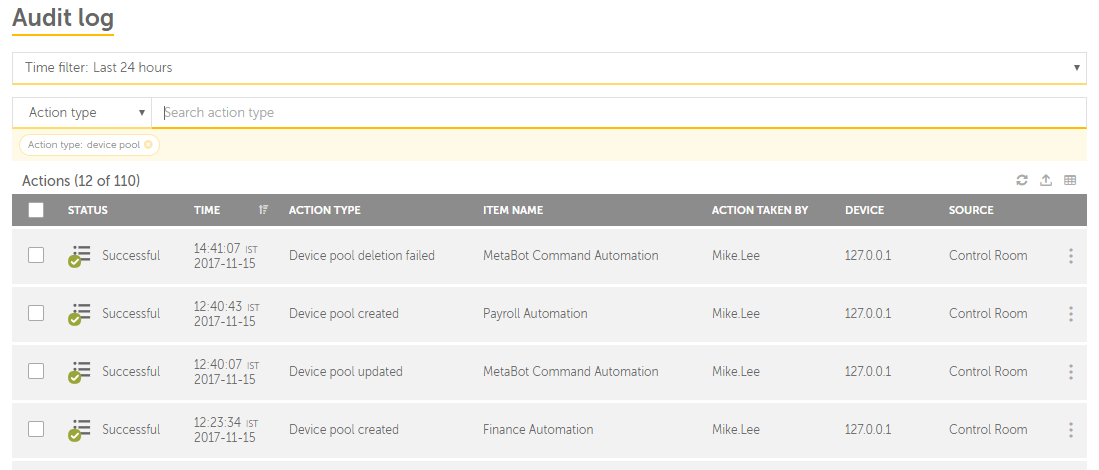 Audit log
Time filter: Last 24 hours
Action type Search action type
Action type: device pool
Actions (12 of 110)
STATUS TIME ACTION TYPE ITEM NAME ACTION TAKEN BY DEVICE SOURCE
Successful 14:41:07 IST 2017-11-15 Device pool deletion failed MetaBot Command Automation Mike.Lee 127.0.0.1 Control Room
Successful 12:40:43 IST 2017-11-15 Device pool created Payroll Automation Mike.Lee 127.0.0.1 Control Room
Successful 12:40:07 IST 2017-11-15 Device pool updated MetaBot Command Automation Mike.Lee 127.0.0.1 Control Room
Successful 12:23:34 IST 2017-11-15 Device pool created Finance Automation Mike.Lee 127.0.0.1 Control Room